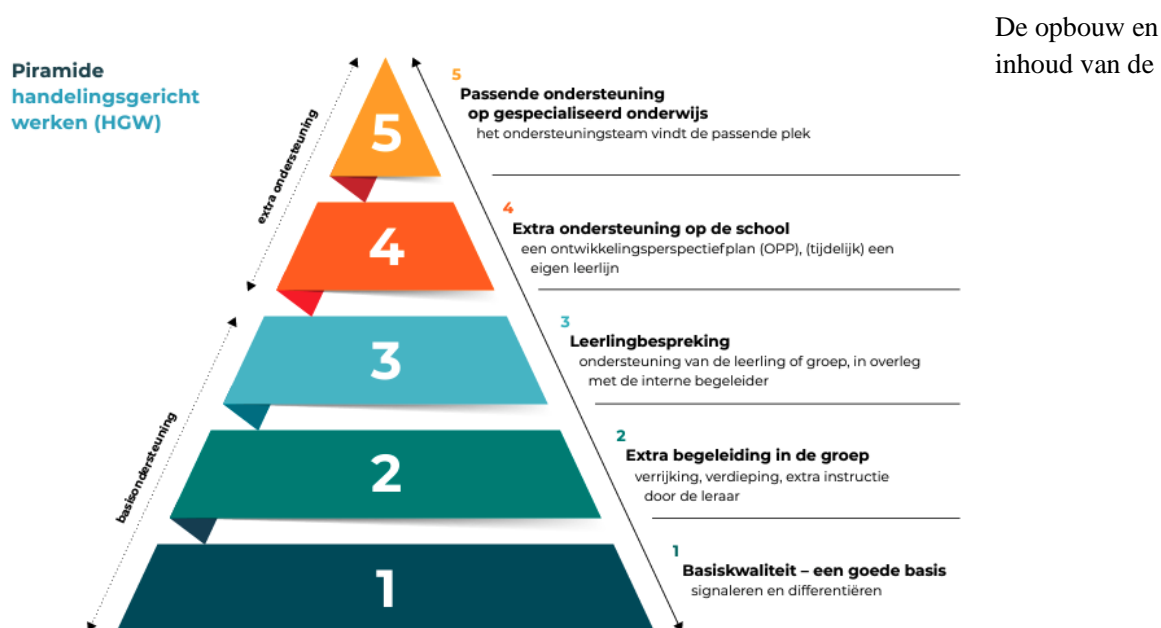 De opbouw en
inhoud van de
Piramide
handelingsgericht
werken (HGW)
extra ondersteuning
basisondersteuning
5
5
Passende ondersteuning
op gespecialiseerd onderwijs
het ondersteuningsteam vindt de passende plek
4
4
Extra ondersteuning op de school
een ontwikkelingsperspectiefplan (OPP), (tijdelijk) een
eigen leerlijn
3
3
Leerlingbespreking
ondersteuning van de leerling of groep, in overleg
met de interne begeleider
2
2
Extra begeleiding in de groep
verrijking, verdieping, extra instructie
door de leraar
1
1
Basiskwaliteit – een goede basis
signaleren en differentiëren